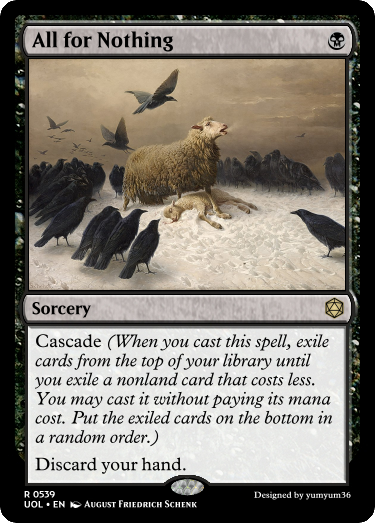 All for Nothing
Sorcery
Cascade (When you cast this spell, exile
cards from the top of your library until
you exile a nonland card that costs less.
You may cast it without paying its mana
cost. Put the exiled cards on the bottom in
a random order.)
Discard your hand.
R 0539
UOL • EN August Friedrich Schenk
Designed by yumyum36